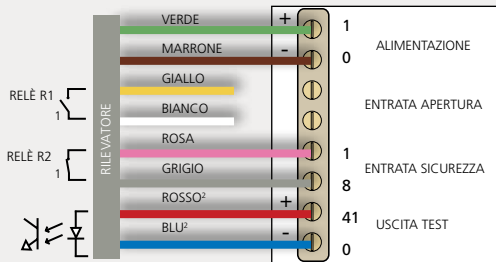 VERDE + 1
ALIMENTAZIONE
MARRONE - 0
GIALLO
RELÈ R1
1
ENTRATA APERTURA
BIANCO
RILEVATORE
ROSA 1
RELÈ R2
1
ENTRATA SICUREZZA
GRIGIO 8
ROSSO² + 41
USCITA TEST
BLU² - 0